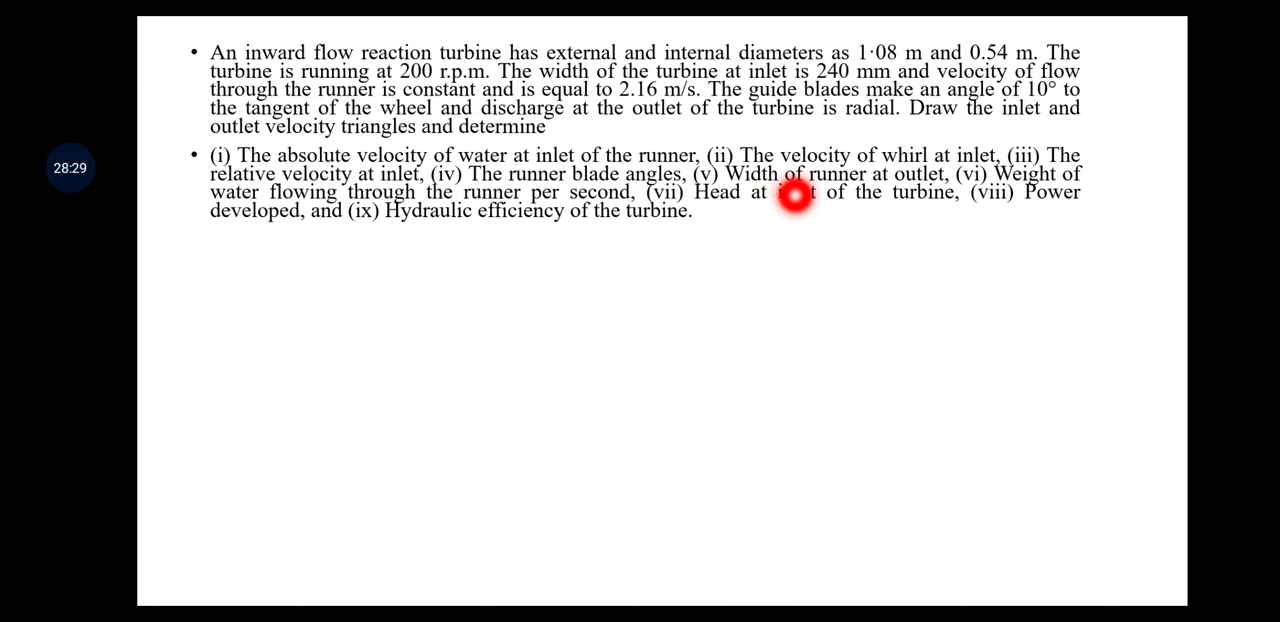 • An inward flow reaction turbine has external and internal diameters as 1·08 m and 0.54 m. The
turbine is running at 200 r.p.m. The width of the turbine at inlet is 240 mm and velocity of flow
through the runner is constant and is equal to 2.16 m/s. The guide blades make an angle of 10° to
the tangent of the wheel and discharge at the outlet of the turbine is radial. Draw the inlet and
outlet velocity triangles and determine
28:29
• (i) The absolute velocity of water at inlet of the runner, (ii) The velocity of whirl at inlet, (iii) The
relative velocity at inlet, (iv) The runner blade angles, (v) Width of runner at outlet, (vi) Weight of
water flowing through the runner per second, (vii) Head at of the turbine, (viii) Power
developed, and (ix) Hydraulic efficiency of the turbine.